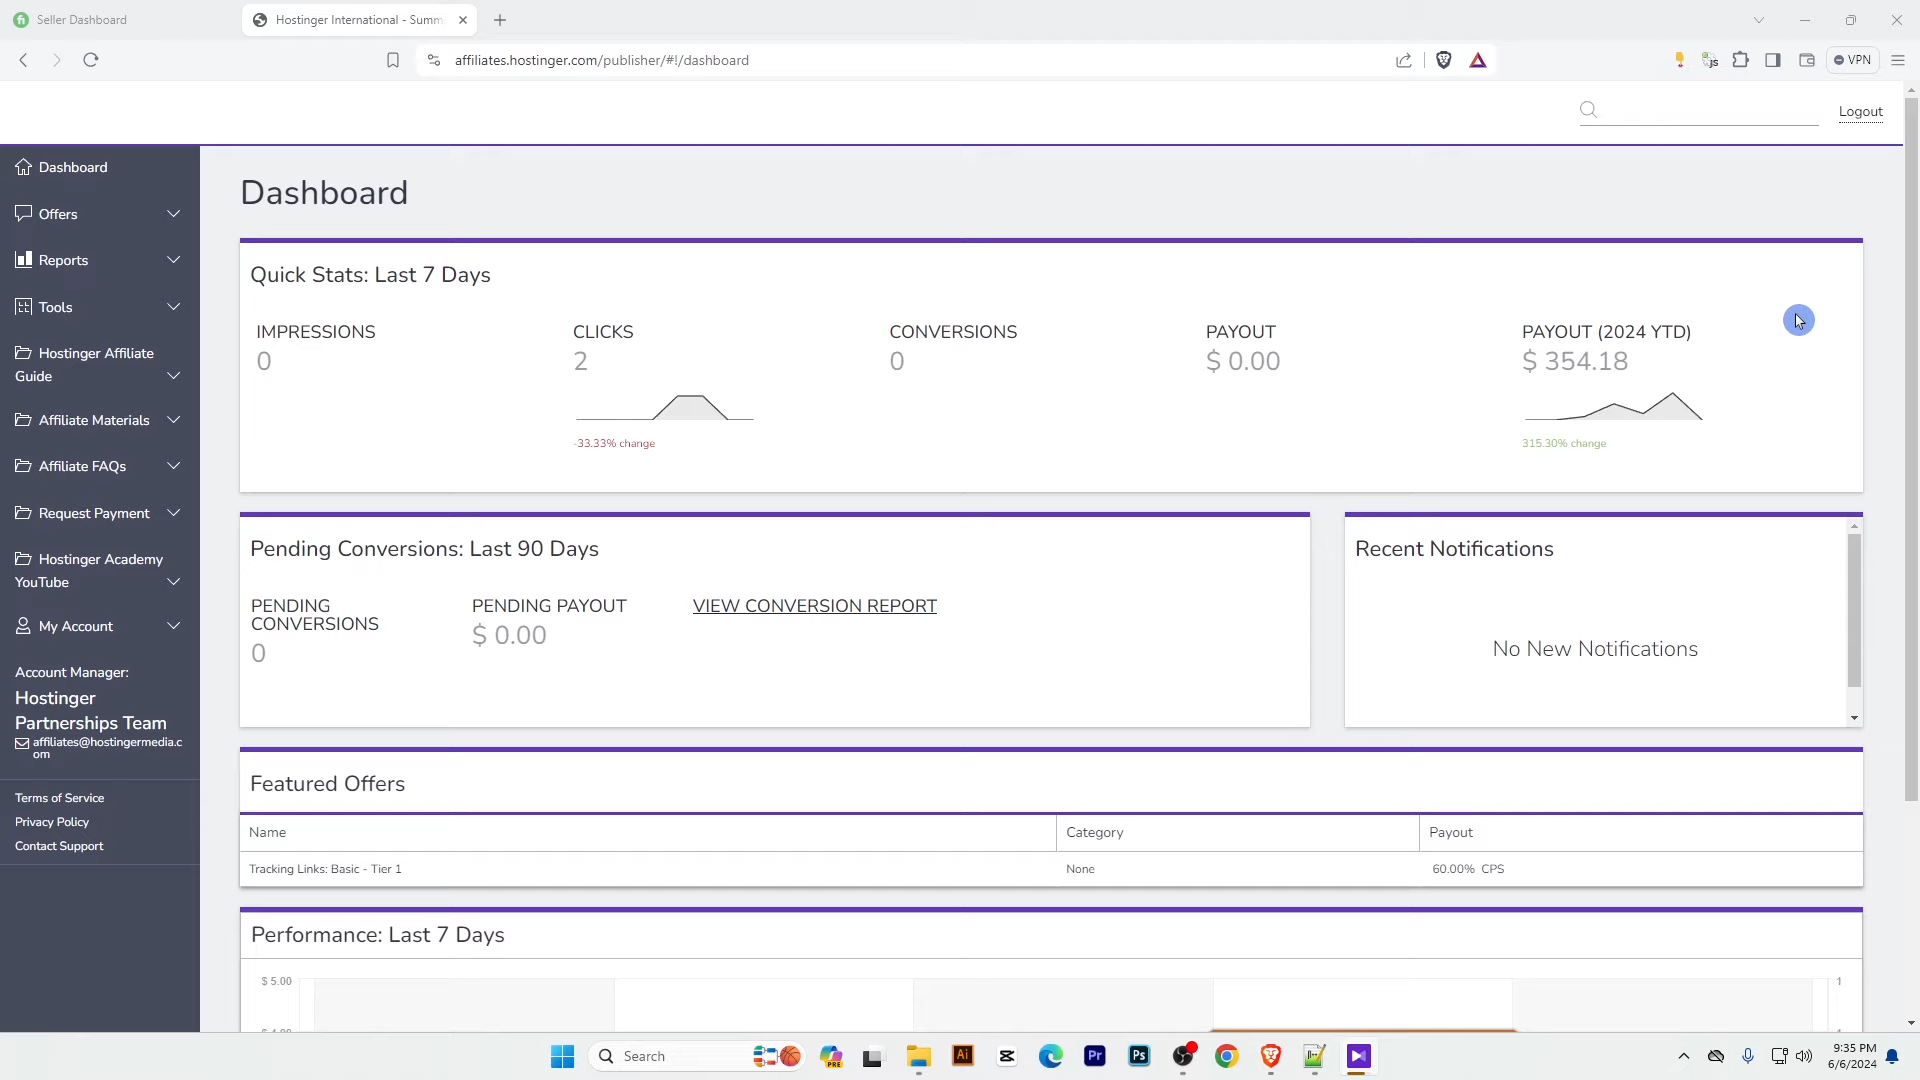 Seller Dashboard
Hostinger International - Summ
affiliates.hostinger.com/publisher/#!/dashboard
VPN
Logout
Dashboard
Offers
Reports
Tools
Hostinger Affiliate
Guide
Affiliate Materials
Affiliate FAQs
Request Payment
Hostinger Academy
YouTube
My Account
Account Manager:
Hostinger
Partnerships Team
affiliates@hostingermedia.c
om
Terms of Service
Privacy Policy
Contact Support
Dashboard
Quick Stats: Last 7 Days
IMPRESSIONS
0
CLICKS
2
-33.33% change
CONVERSIONS
0
PAYOUT
$ 0.00
PAYOUT (2024 YTD)
$ 354.18
315.30% change
Pending Conversions: Last 90 Days
PENDING
CONVERSIONS
0
PENDING PAYOUT
$ 0.00
VIEW CONVERSION REPORT
Recent Notifications
No New Notifications
Featured Offers
Name Category Payout
Tracking Links: Basic - Tier 1 None 60.00% CPS
Performance: Last 7 Days
$ 5.00
1
Search
PRE
Ai
Pr
Ps
9:35 PM
6/6/2024